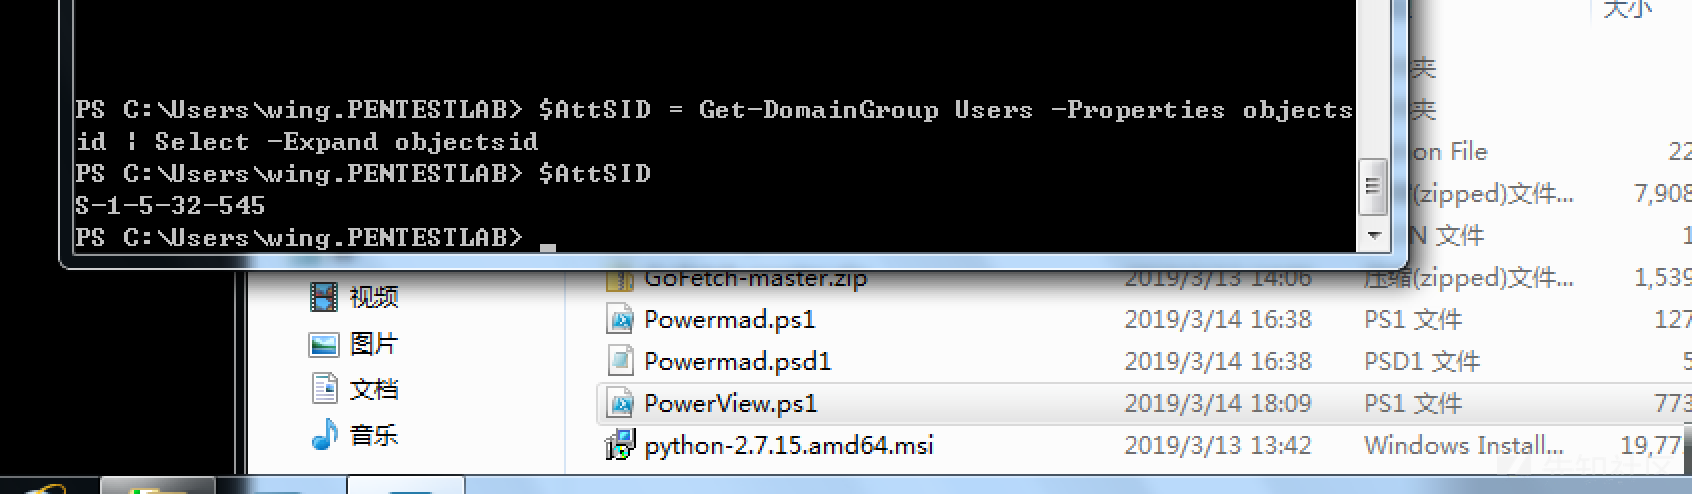 大小
夹
PS C:\Users\wing.PENTESTLAB> $AttSID = Get-DomainGroup Users -Properties objects
夹
id | Select -Expand objectsid
on File 22
PS C:\Users\wing.PENTESTLAB> $AttSID
(zipped)文件... 7,908
S-1-5-32-545
PS C:\Users\wing.PENTESTLAB>
N 文件 1
GoFetch-master.zip 2019/3/13 14:06 压缩(zipped)文件... 1,539
视频
Powermad.ps1 2019/3/14 16:38 PS1 文件 127
图片
Powermad.psd1 2019/3/14 16:38 PSD1 文件 5
文档
PowerView.ps1 2019/3/14 18:09 PS1 文件 773
音乐
python-2.7.15.amd64.msi 2019/3/13 13:42 Windows Install... 19,77
先知社区